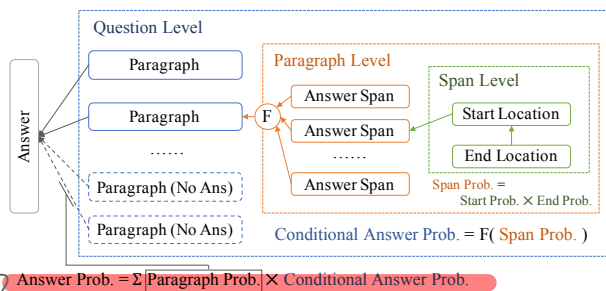 Question Level
Paragraph
Paragraph
......
Paragraph (No Ans)
Paragraph (No Ans)
Answer
Paragraph Level
Answer Span
Answer Span
......
Answer Span
F
Span Level
Start Location
End Location
Span Prob. =
Start Prob. × End Prob.
Conditional Answer Prob. = F( Span Prob. )
Answer Prob. = Σ Paragraph Prob. × Conditional Answer Prob.